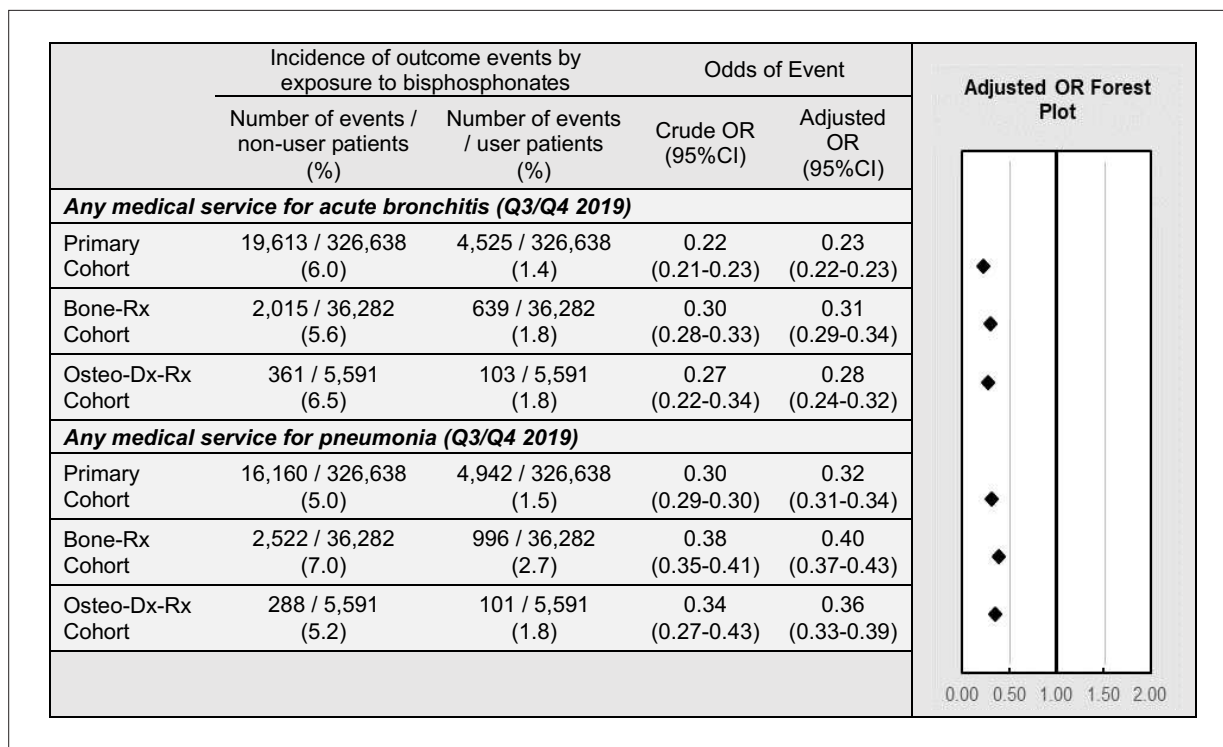 Incidence of outcome events by
exposure to bisphosphonates
Odds of Event
Number of events /
non-user patients
(%)
Number of events
/ user patients
(%)
Crude OR
(95%CI)
Adjusted
OR
(95%CI)
Any medical service for acute bronchitis (Q3/Q4 2019)
Primary
Cohort
19,613 / 326,638
(6.0)
4,525 / 326,638
(1.4)
0.22
(0.21-0.23)
0.23
(0.22-0.23)
Bone-Rx
Cohort
2,015 / 36,282
(5.6)
639 / 36,282
(1.8)
0.30
(0.28-0.33)
0.31
(0.29-0.34)
Osteo-Dx-Rx
Cohort
361 / 5,591
(6.5)
103 / 5,591
(1.8)
0.27
(0.22-0.34)
0.28
(0.24-0.32)
Any medical service for pneumonia (Q3/Q4 2019)
Primary
Cohort
16,160 / 326,638
(5.0)
4,942 / 326,638
(1.5)
0.30
(0.29-0.30)
0.32
(0.31-0.34)
Bone-Rx
Cohort
2,522 / 36,282
(7.0)
996 / 36,282
(2.7)
0.38
(0.35-0.41)
0.40
(0.37-0.43)
Osteo-Dx-Rx
Cohort
288 / 5,591
(5.2)
101 / 5,591
(1.8)
0.34
(0.27-0.43)
0.36
(0.33-0.39)
Adjusted OR Forest
Plot
0.00 0.50 1.00 1.50 2.00